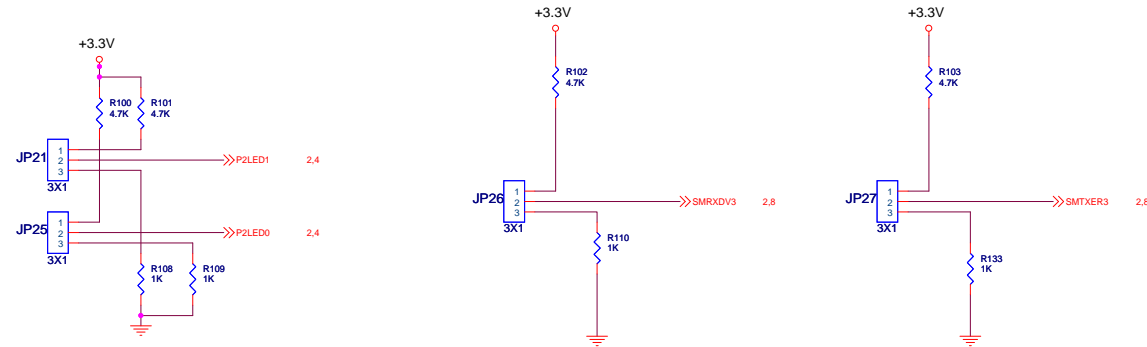 +3.3V
R100
4.7K
R101
4.7K
JP21
1
2
3
3X1
P2LED1 2,4
JP25
1
2
3
3X1
P2LED0 2,4
R108
1K
R109
1K
+3.3V
R102
4.7K
JP26
1
2
3
3X1
SMRXDV3 2,8
R110
1K
+3.3V
R103
4.7K
JP27
1
2
3
3X1
SMTXER3 2,8
R133
1K